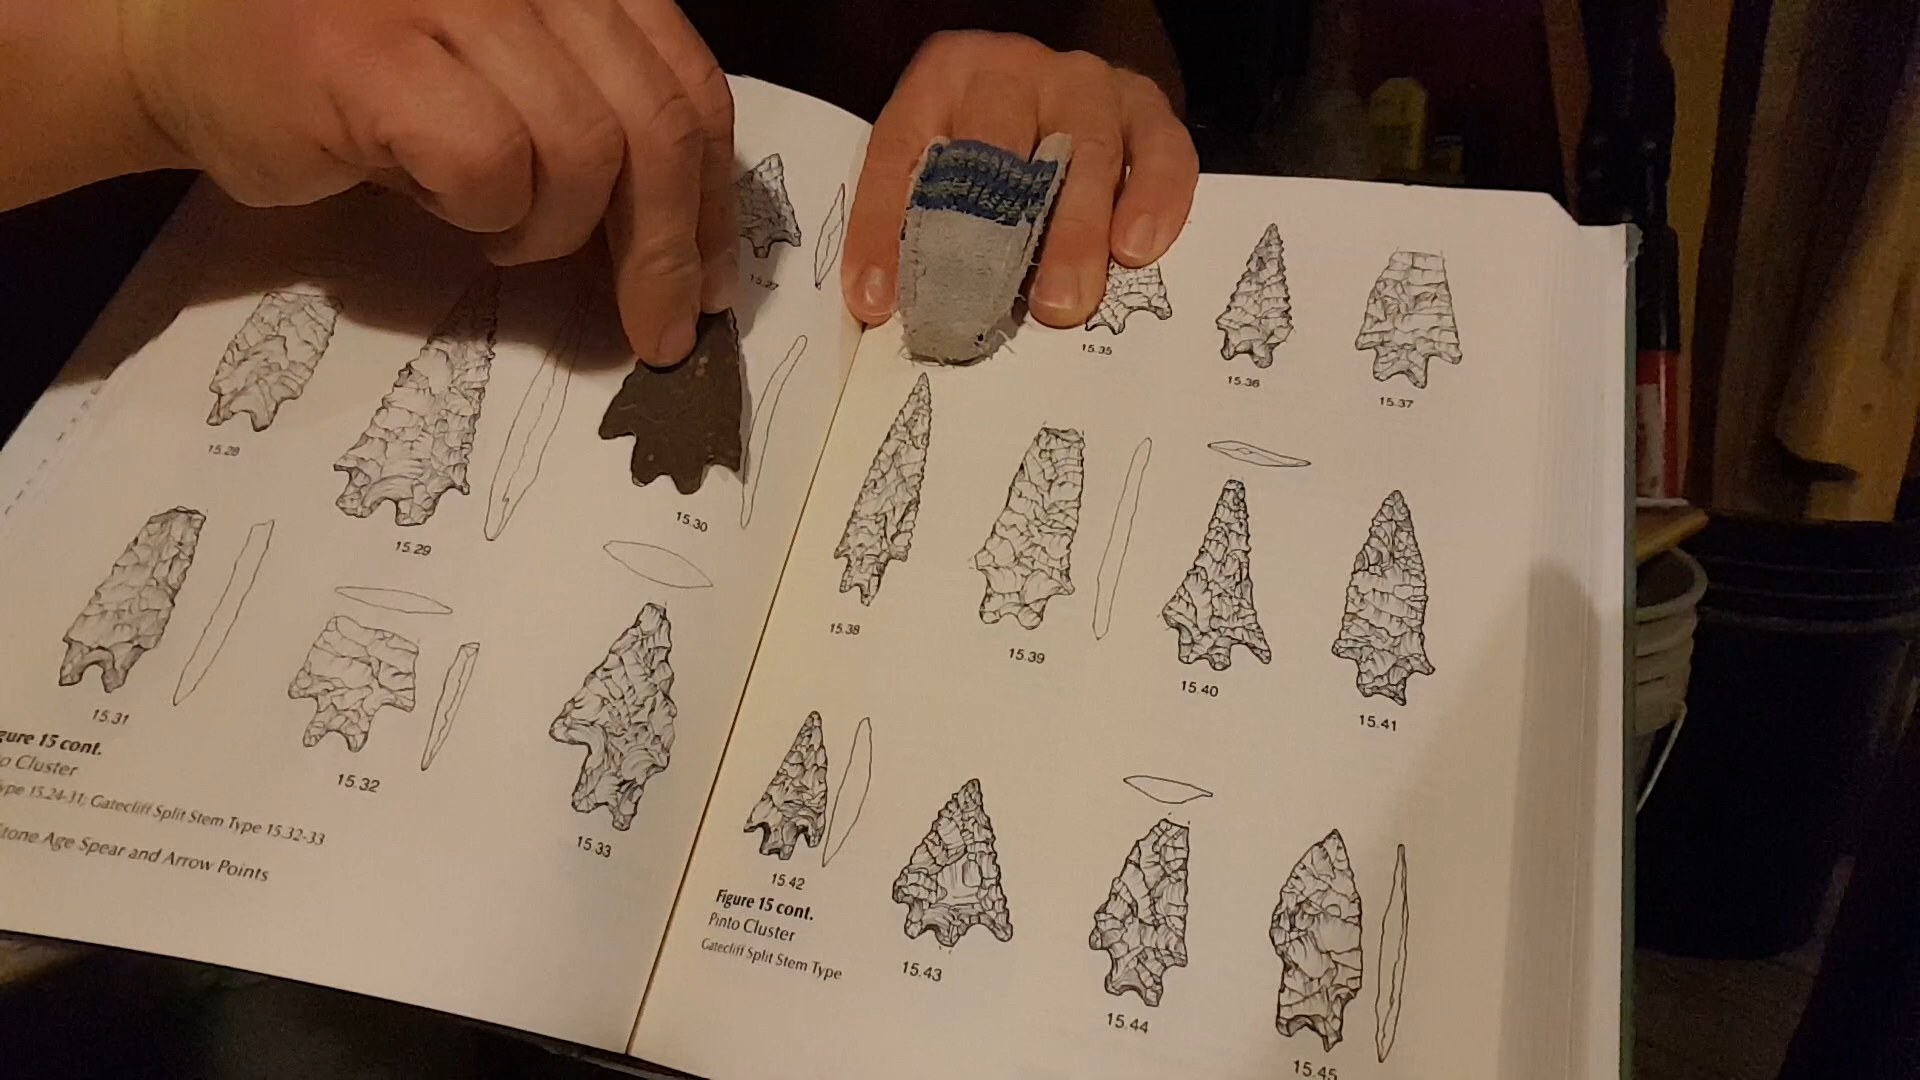 15.27
15.28
15.29
15.30
15.31
15.32
15.33
Figure 15 cont.
Cluster
15.24-31; Gatecliff Split Stem Type 15.32-33
Stone Age Spear and Arrow Points
15.35
15.36
15.37
15.38
15.39
15.40
15.41
15.42
15.43
15.44
15.45
Figure 15 cont.
Pinto Cluster
Gatecliff Split Stem Type